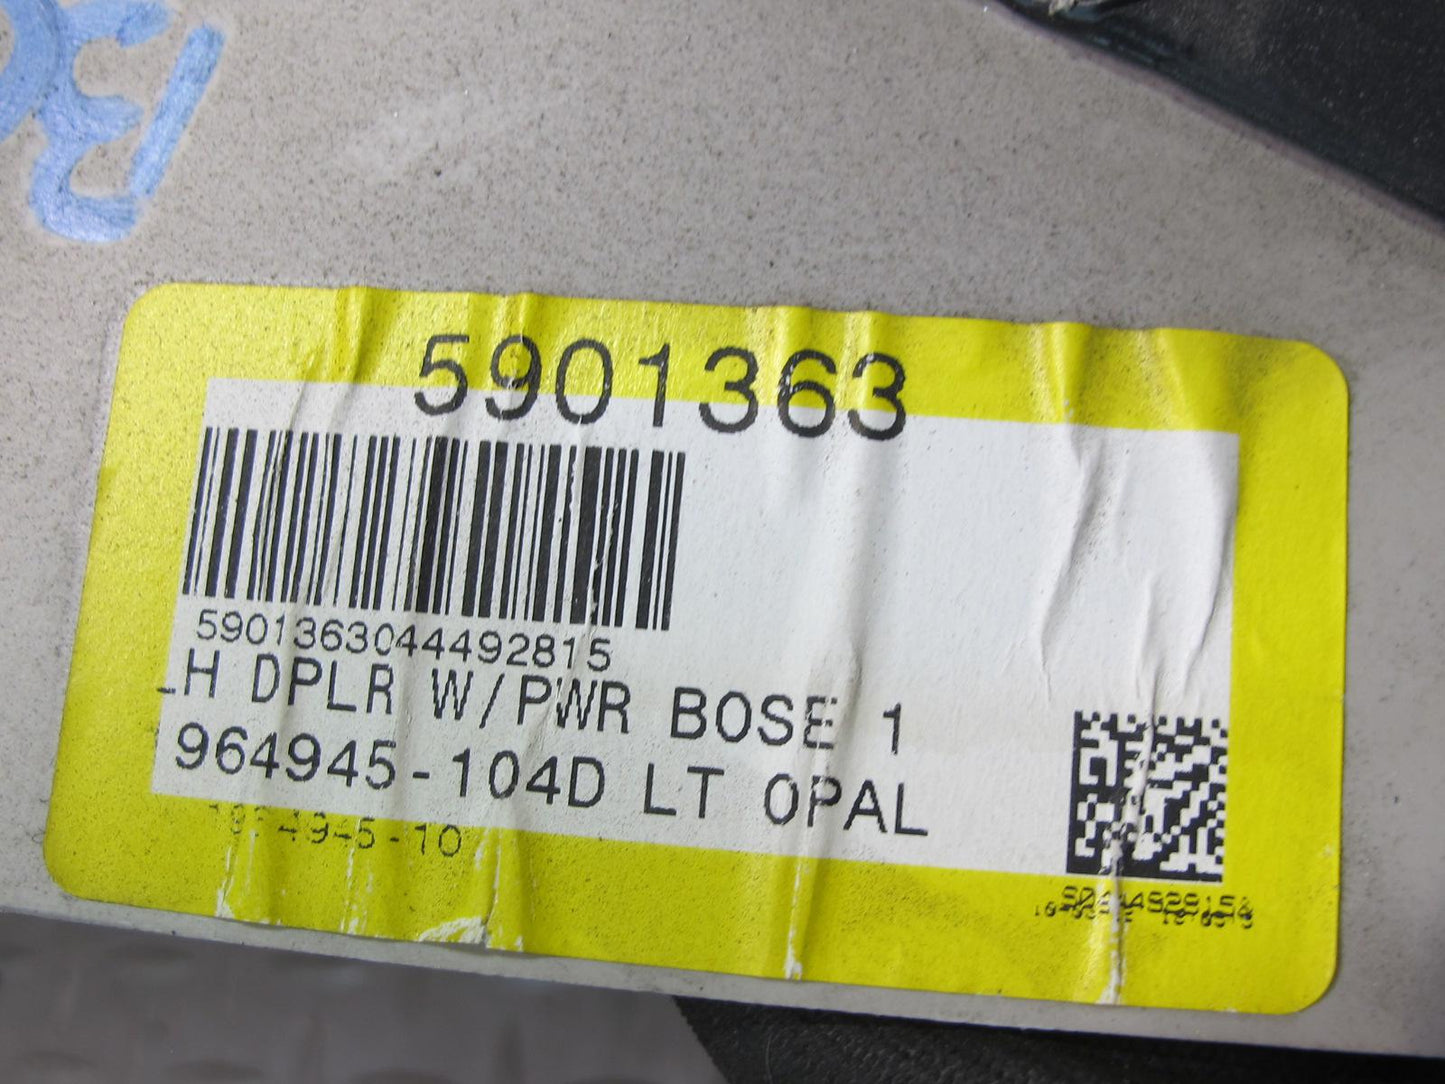 5901363
5901363044492815
LH DPLR W/PWR BOSE 1
964945-104D LT OPAL